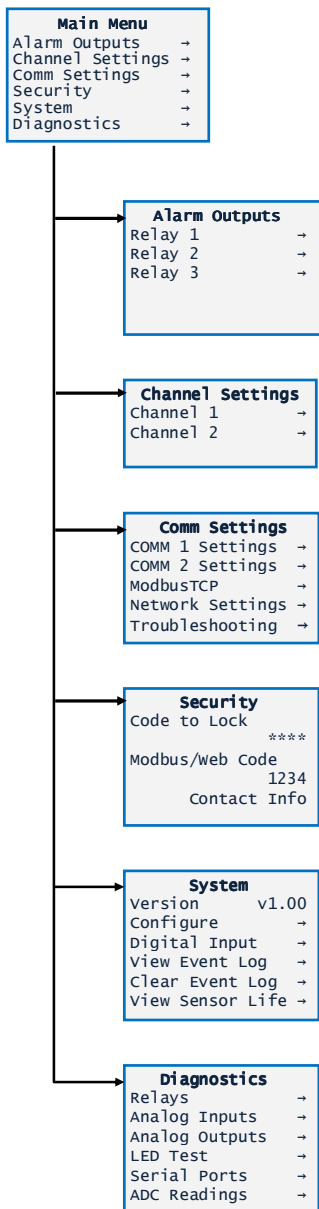 Main Menu
Alarm Outputs →
Channel Settings →
Comm Settings →
Security →
System →
Diagnostics →
Alarm Outputs
Relay 1 →
Relay 2 →
Relay 3 →
Channel Settings
Channel 1 →
Channel 2 →
Comm Settings
COMM 1 Settings →
COMM 2 Settings →
ModbusTCP →
Network Settings →
Troubleshooting →
Security
Code to Lock
****
Modbus/Web Code
1234
Contact Info
System
Version v1.00
Configure →
Digital Input →
View Event Log →
Clear Event Log →
View Sensor Life →
Diagnostics
Relays →
Analog Inputs →
Analog Outputs →
LED Test →
Serial Ports →
ADC Readings →